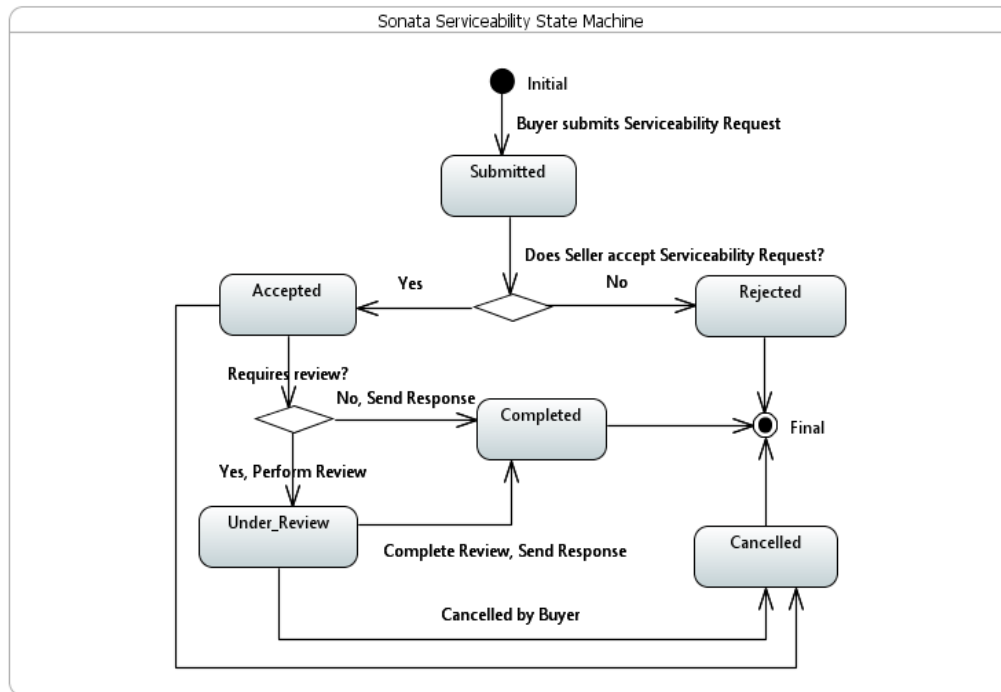 Sonata Serviceability State Machine
Initial
Buyer submits Serviceability Request
Submitted
Does Seller accept Serviceability Request?
Yes
No
Accepted
Rejected
Requires review?
No, Send Response
Completed
Final
Yes, Perform Review
Under_Review
Complete Review, Send Response
Cancelled
Cancelled by Buyer